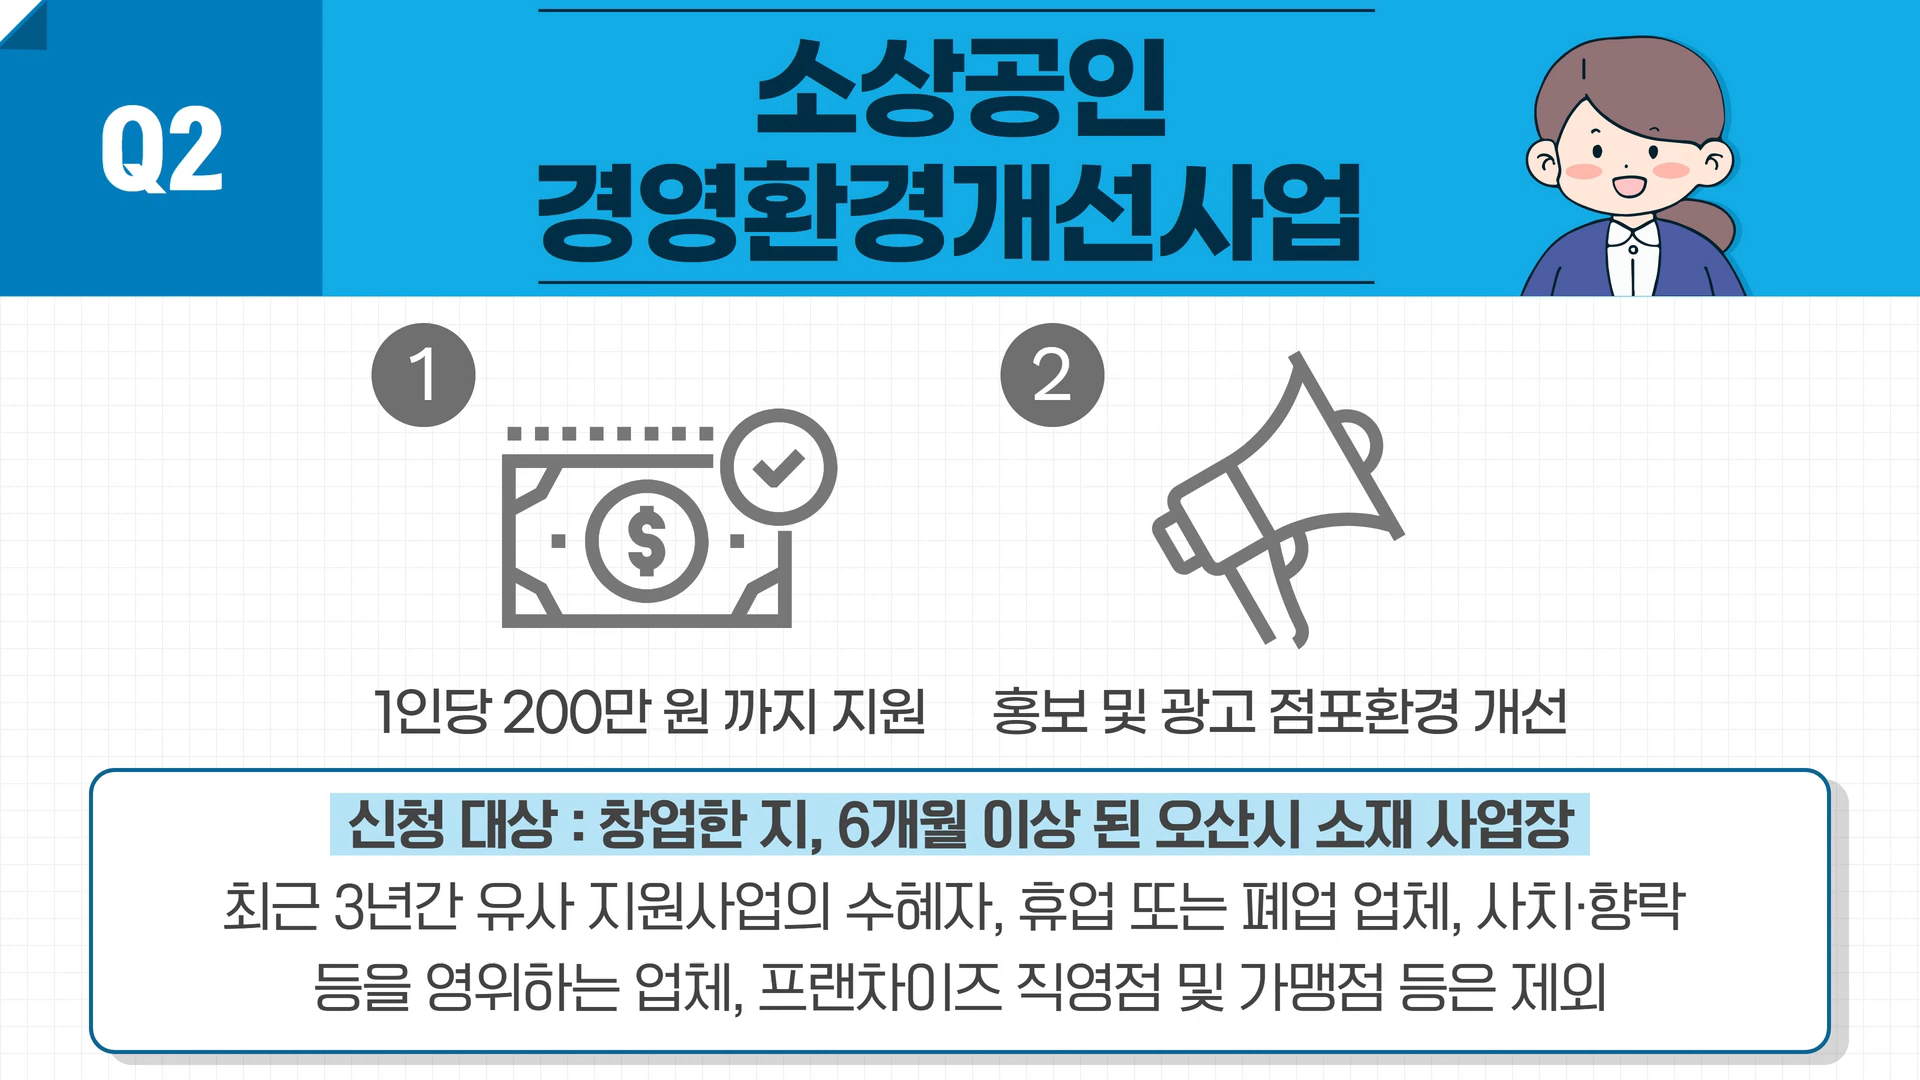 Q2
소상공인
경영환경개선사업
1
2
$
1인당 200만 원 까지 지원
홍보 및 광고 점포환경 개선
신청 대상 : 창업한 지, 6개월 이상 된 오산시 소재 사업장
최근 3년간 유사 지원사업의 수혜자, 휴업 또는 폐업 업체, 사치·향락
등을 영위하는 업체, 프랜차이즈 직영점 및 가맹점 등은 제외